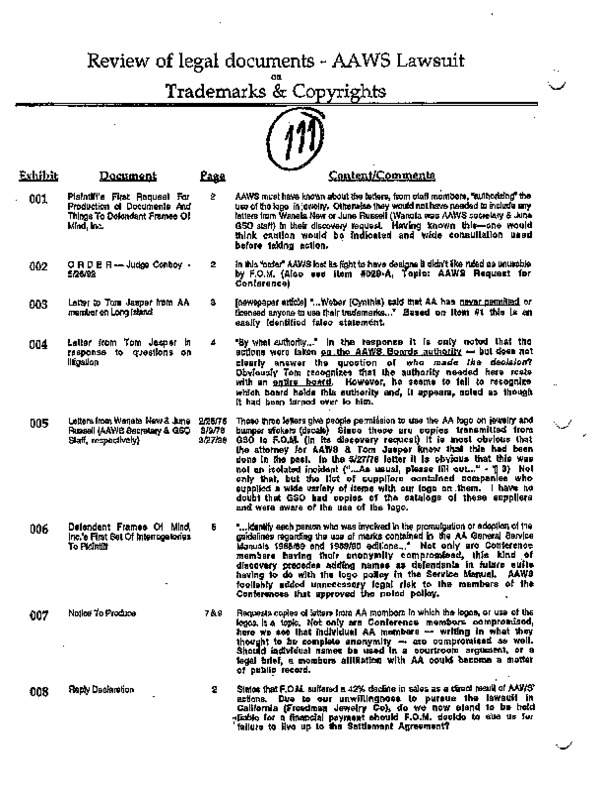 Review of legal documents - AAWS Lawsuit
on
Trademarks & Copyrights
111
Exhibit Document Page Content/Comments
001 Plaintiff's First Request For 2 AAWS must have known about the letters, from staff members, "authorizing" the
Production of Documents And use of the logo in jewelry. Otherwise they would not have needed to include any
Things To Defendant Frames Of letters from Wanata New or June Russell (Wanata was AAWS secretary & June
Mind, Inc. GSO staff) in their discovery request. Having known this—one would
think caution would be indicated and wide consultation used
before taking action.
002 O R D E R — Judge Conboy - 2 In this "order" AAWS lost its fight to have designs it didn't like ruled as unusable
5/26/92 by F.O.M. (Also see item #029-A, Topic: AAWS Request for
Conference)
003 Letter to Tom Jasper from AA 3 [newspaper article] "...Weber (Cynthia) said that AA has never permitted or
member on Long Island licensed anyone to use their trademarks..." Based on item #1 this is an
easily identified false statement.
004 Letter from Tom Jasper in 4 "By what authority..." In the response it is only noted that the
response to questions on actions were taken on the AAWS Boards authority — but does not
litigation clearly answer the question of who made the decision?
Obviously Tom recognizes that the authority needed here rests
with an entire board. However, he seems to fail to recognize
which board holds this authority and, it appears, acted as though
it had been turned over to him.
005 Letters from Wanata New & June 2/25/76 These three letters give people permission to use the AA logo on jewelry and
Russell (AAWS Secretary & GSO bumper stickers (decals) Since these are copies transmitted from
Staff, respectively) GSO to F.O.M. (in its discovery request) it is most obvious that
the attorney for AAWS & Tom Jasper knew that this had been
done in the past. In the letter it is obvious that this was
not an isolated incident ("...As usual, please fill out..." - ¶ 3) Not
only that, but the list of suppliers contained companies who
supplied a wide variety of items with our logo on them. I have no
doubt that GSO had copies of the catalogs of these suppliers
and were aware of the use of the logo.
006 Defendent Frames Of Mind, 5 "...identify each person who was involved in the promulgation or adoption of the
Inc.'s First Set Of Interrogatories guidelines regarding the use of marks contained in the AA General Service
To Plaintiff Manuals 1988/89 and 1989/90 editions..." Not only are Conference
members having their anonymity compromised, this kind of
discovery precedes adding names as defendants in future suits
having to do with the logo policy in the Service Manual. AAWS
foolishly added unnecessary legal risk to the members of the
Conferences that approved the noted policy.
007 Notice To Produce 7 & 9 Requests copies of letters from AA members in which the logos, or use of the
logos, is a topic. Not only are Conference members compromised,
here we see that individual AA members — writing in what they
thought to be complete anonymity — are compromised as well.
Should individual names be used in a courtroom argument, or a
legal brief, a members affiliation with AA could become a matter
of public record.
008 Reply Declaration 2 States that F.O.M. suffered a 42% decline in sales as a direct result of AAWS'
actions. Due to our unwillingness to pursue the lawsuit in
California (Freedman Jewelry Co), do we now stand to be held
liable for a financial payment should F.O.M. decide to sue us for
failure to live up to the Settlement Agreement?